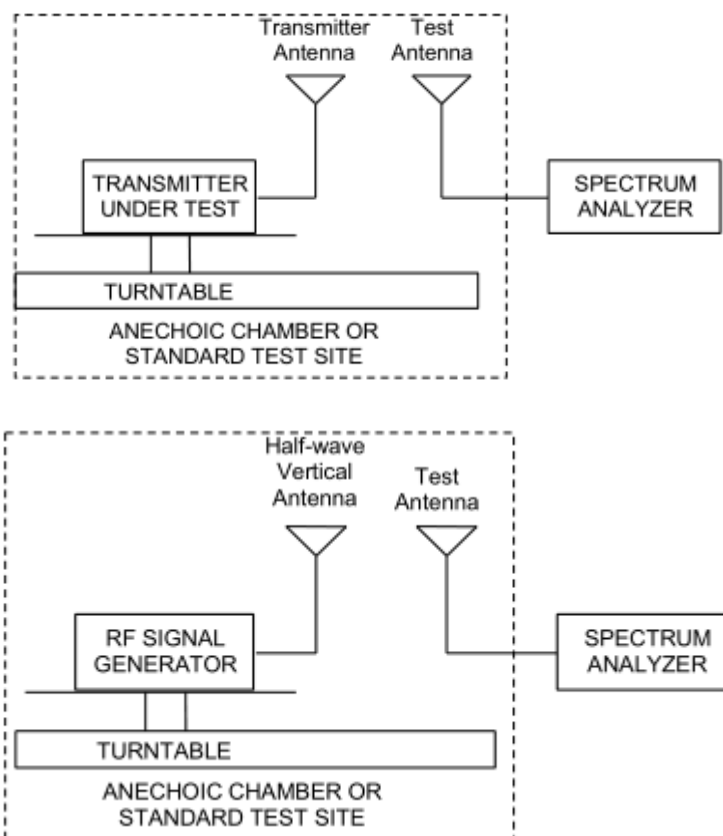 Transmitter
Antenna
Test
Antenna
TRANSMITTER
UNDER TEST
SPECTRUM
ANALYZER
TURNTABLE
ANECHOIC CHAMBER OR
STANDARD TEST SITE
Half-wave
Vertical
Antenna
Test
Antenna
RF SIGNAL
GENERATOR
SPECTRUM
ANALYZER
TURNTABLE
ANECHOIC CHAMBER OR
STANDARD TEST SITE